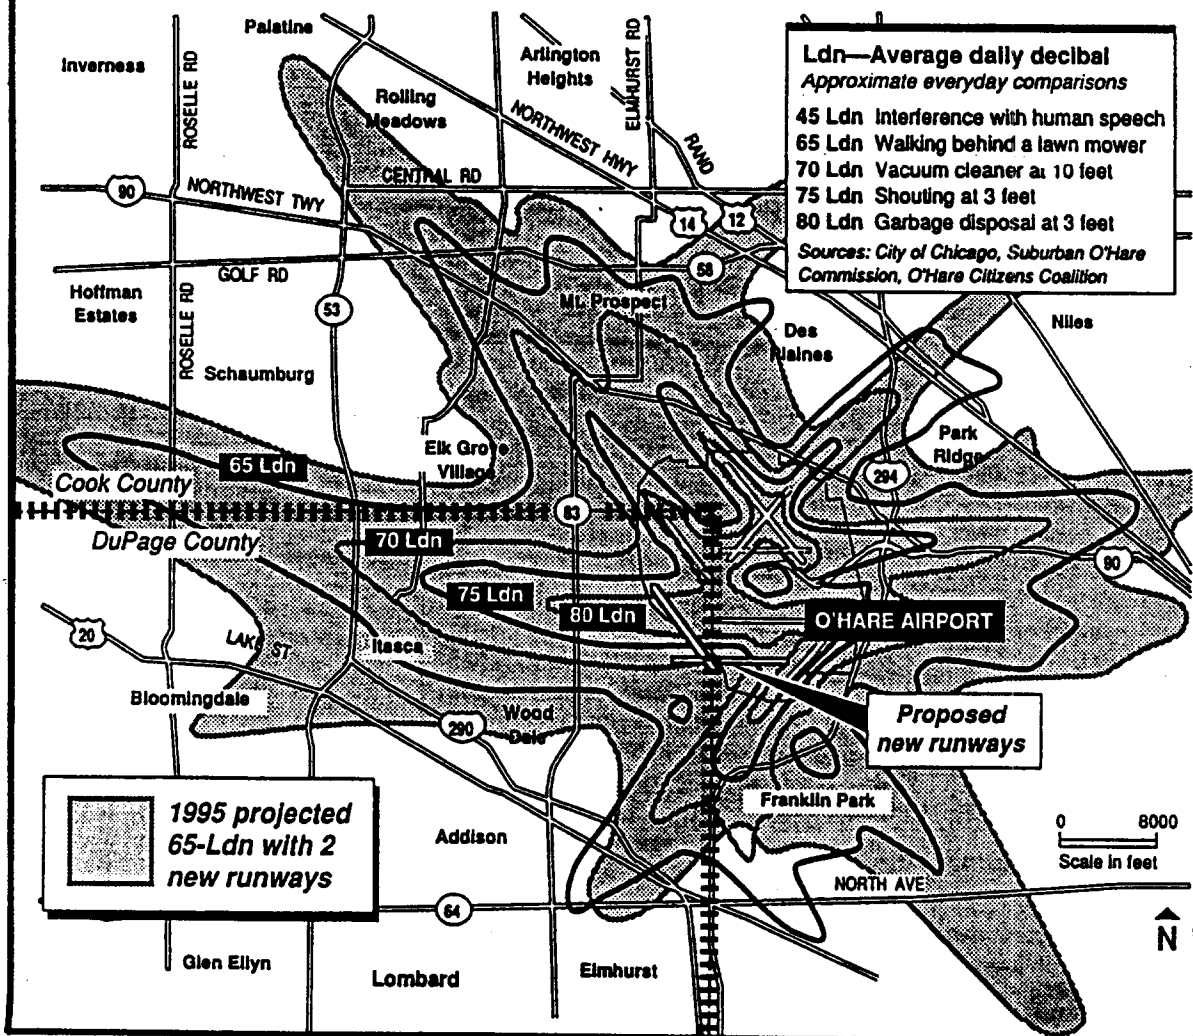 Palatine
Inverness
ROSELLE RD
Arlington
Heights
ELMHURST RD
Rolling
Meadows
NORTHWEST HWY
RAND
CENTRAL RD
90
NORTHWEST TWY
14
12
GOLF RD
58
Ldn—Average daily decibal
Approximate everyday comparisons
45 Ldn Interference with human speech
65 Ldn Walking behind a lawn mower
70 Ldn Vacuum cleaner at 10 feet
75 Ldn Shouting at 3 feet
80 Ldn Garbage disposal at 3 feet
Sources: City of Chicago, Suburban O'Hare
Commission, O'Hare Citizens Coalition
Hoffman
Estates
ROSELLE RD
53
Mt. Prospect
Des
Plaines
Niles
Schaumburg
Elk Grove
Village
Park
Ridge
294
65 Ldn
Cook County
83
DuPage County
70 Ldn
90
75 Ldn
80 Ldn
O'HARE AIRPORT
20
LAKE ST
Itasca
Bloomingdale
290
Wood
Dale
Proposed
new runways
1995 projected
65-Ldn with 2
new runways
Addison
Franklin Park
0 8000
Scale in feet
NORTH AVE
64
N
Glen Ellyn
Lombard
Elmhurst